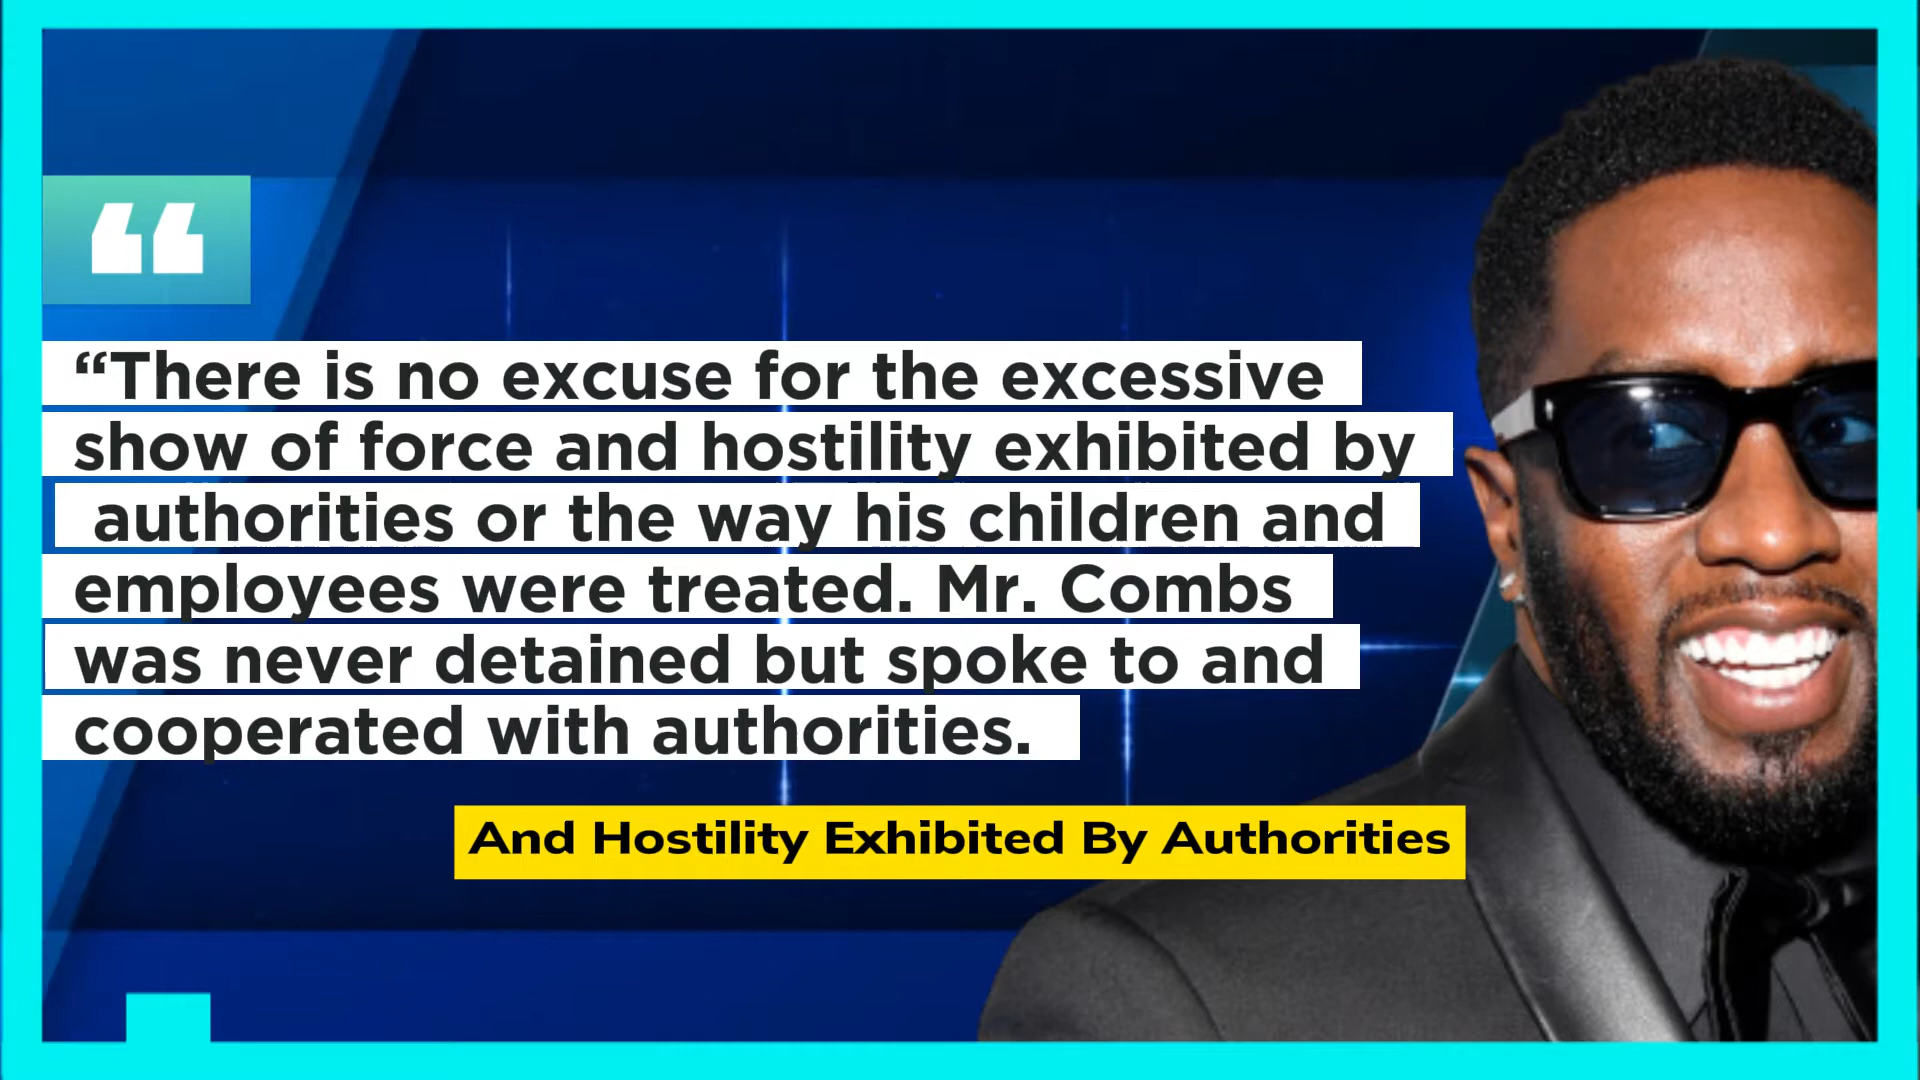 “
“There is no excuse for the excessive
show of force and hostility exhibited by
authorities or the way his children and
employees were treated. Mr. Combs
was never detained but spoke to and
cooperated with authorities.
And Hostility Exhibited By Authorities